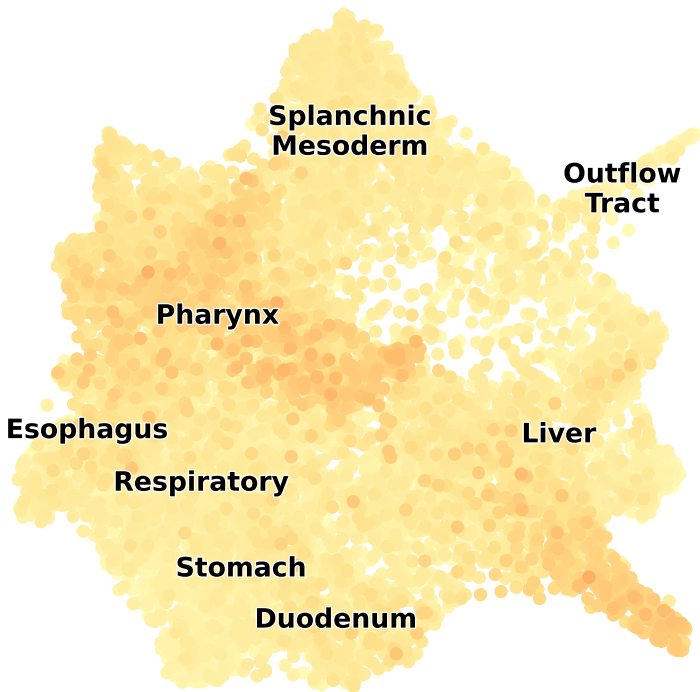 Splanchnic
Mesoderm
Outflow
Tract
Pharynx
Esophagus
Liver
Respiratory
Stomach
Duodenum